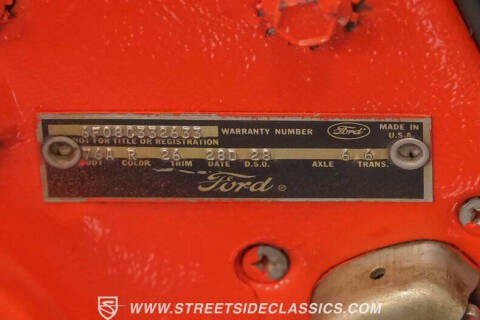 6F08C332633 WARRANTY NUMBER Ford MADE IN
NOT FOR TITLE OR REGISTRATION U.S.A.
76A R 26 28D 28 6 6
BODY COLOR TRIM DATE D.S.O. AXLE TRANS.
Ford ®
WWW.STREETSIDECLASSICS.COM